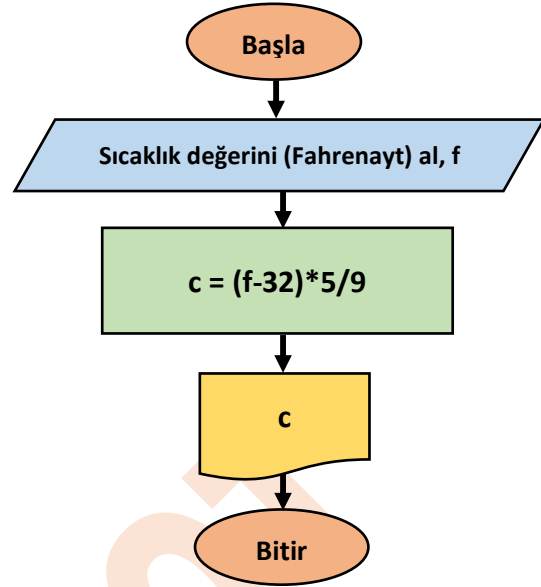 Başla
Sıcaklık değerini (Fahrenayt) al, f
c = (f-32)*5/9
c
Bitir